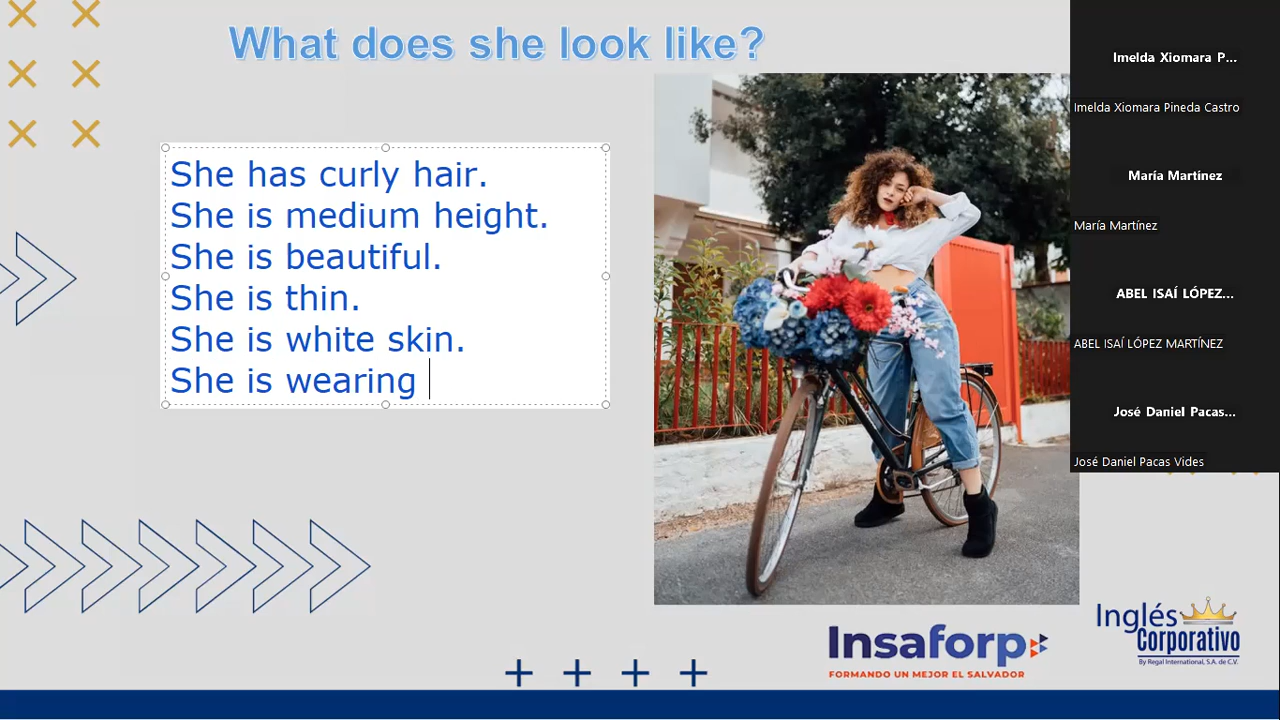 What does she look like?
She has curly hair.
She is medium height.
She is beautiful.
She is thin.
She is white skin.
She is wearing
Imelda Xiomara P...
Imelda Xiomara Pineda Castro
María Martínez
María Martínez
ABEL ISAÍ LÓPEZ...
ABEL ISAÍ LÓPEZ MARTÍNEZ
José Daniel Pacas...
José Daniel Pacas Vides
Insaforp
FORMANDO UN MEJOR EL SALVADOR
Inglés
Corporativo
By Regal International, S.A. de C.V.